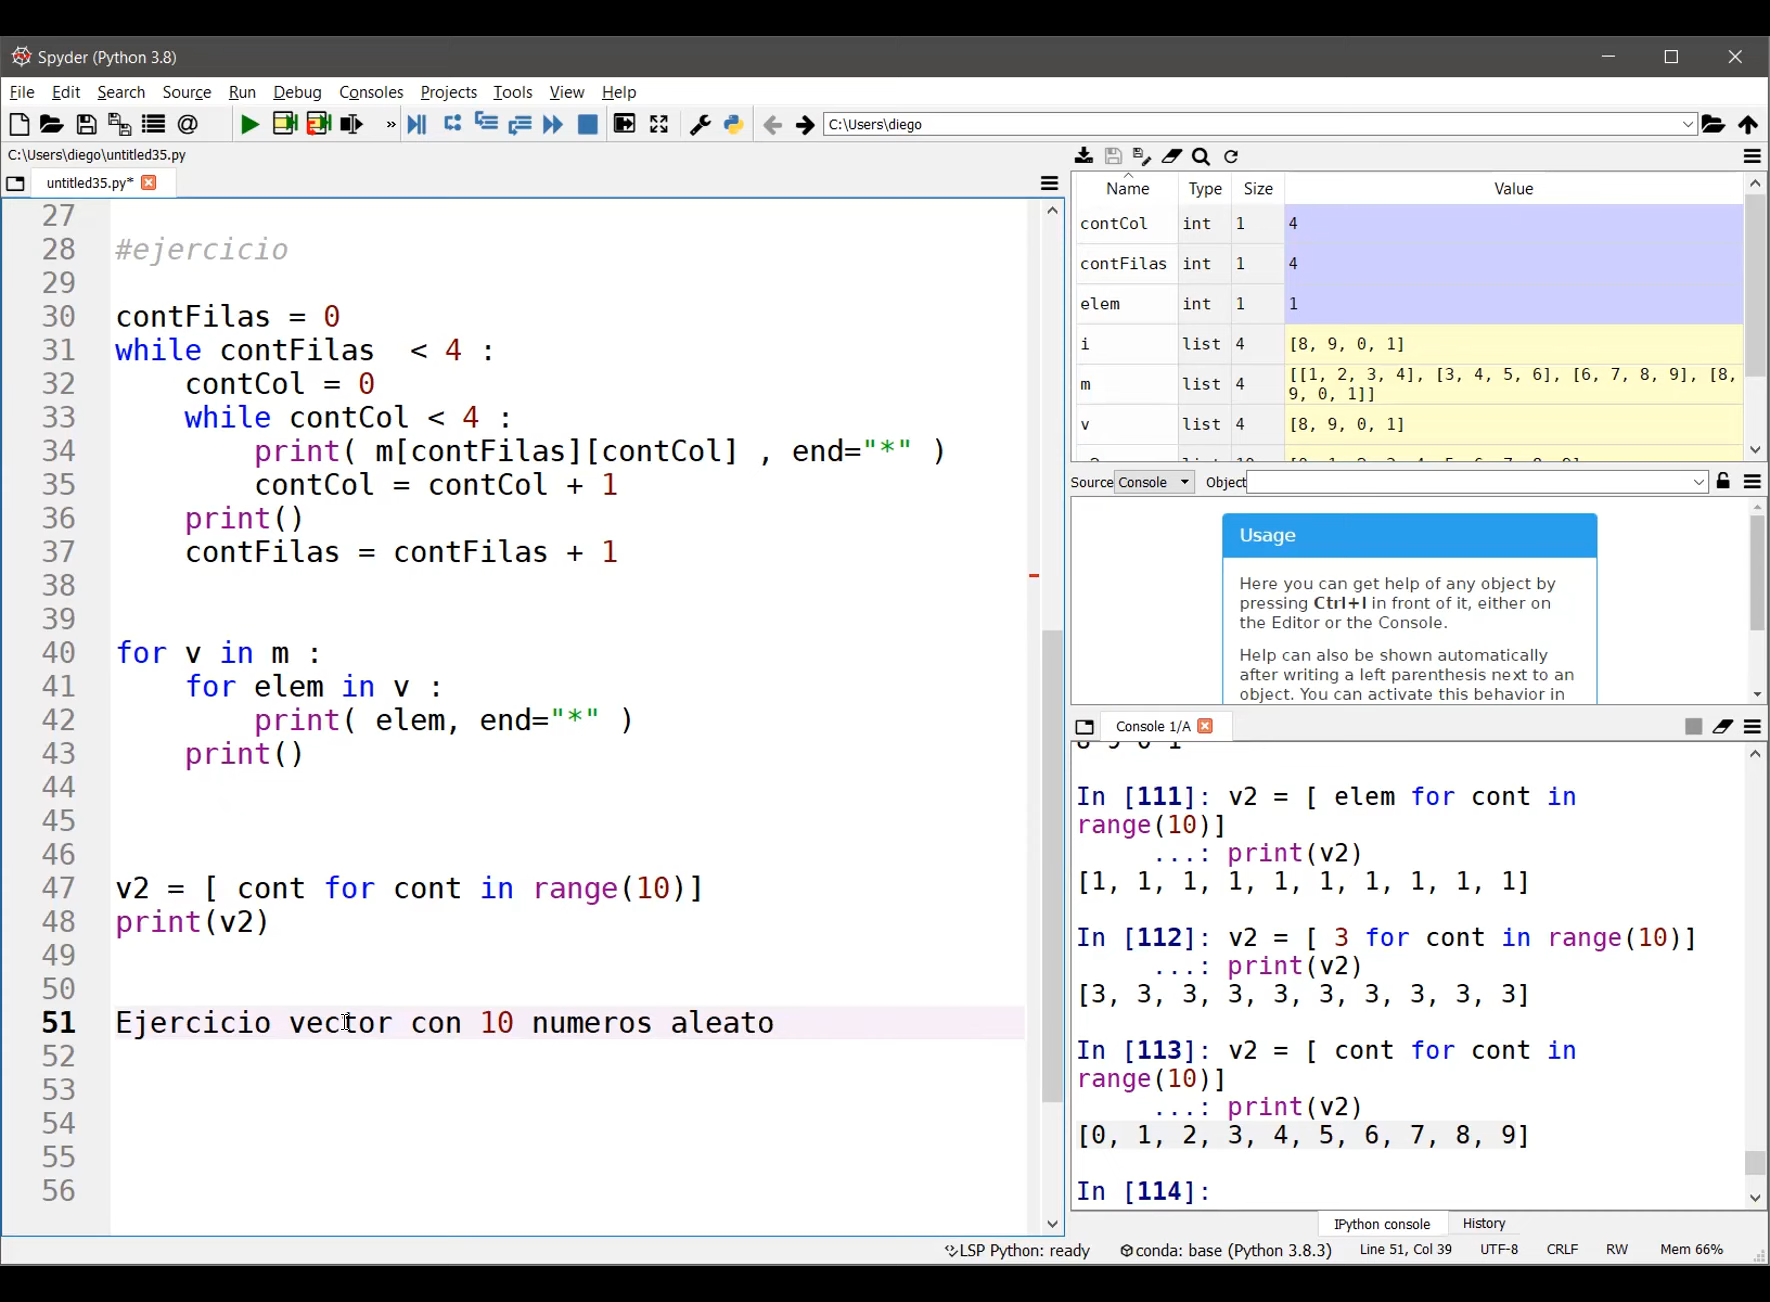 Spyder (Python 3.8)
File Edit Search Source Run Debug Consoles Projects Tools View Help
C:\Users\diego
C:\Users\diego\untitled35.py
untitled35.py*
27
28 #ejercicio
29
30 contFilas = 0
31 while contFilas  < 4 :
32     contCol = 0
33     while contCol < 4 :
34         print( m[contFilas][contCol] , end="*" )
35         contCol = contCol + 1
36     print()
37     contFilas = contFilas + 1
38
39
40 for v in m :
41     for elem in v :
42         print( elem, end="*" )
43     print()
44
45
46
47 v2 = [ cont for cont in range(10)]
48 print(v2)
49
50
51 Ejercicio vector con 10 numeros aleato
52
53
54
55
56
Name Type Size Value
contCol int 1 4
contFilas int 1 4
elem int 1 1
i list 4 [8, 9, 0, 1]
m list 4 [[1, 2, 3, 4], [3, 4, 5, 6], [6, 7, 8, 9], [8,
9, 0, 1]]
v list 4 [8, 9, 0, 1]
Source Console Object
Usage
Here you can get help of any object by
pressing Ctrl+I in front of it, either on
the Editor or the Console.
Help can also be shown automatically
after writing a left parenthesis next to an
object. You can activate this behavior in
Console 1/A
8 9 0 1
In [111]: v2 = [ elem for cont in
range(10)]
...: print(v2)
[1, 1, 1, 1, 1, 1, 1, 1, 1, 1]
In [112]: v2 = [ 3 for cont in range(10)]
...: print(v2)
[3, 3, 3, 3, 3, 3, 3, 3, 3, 3]
In [113]: v2 = [ cont for cont in
range(10)]
...: print(v2)
[0, 1, 2, 3, 4, 5, 6, 7, 8, 9]
In [114]:
IPython console History
LSP Python: ready conda: base (Python 3.8.3) Line 51, Col 39 UTF-8 CRLF RW Mem 66%